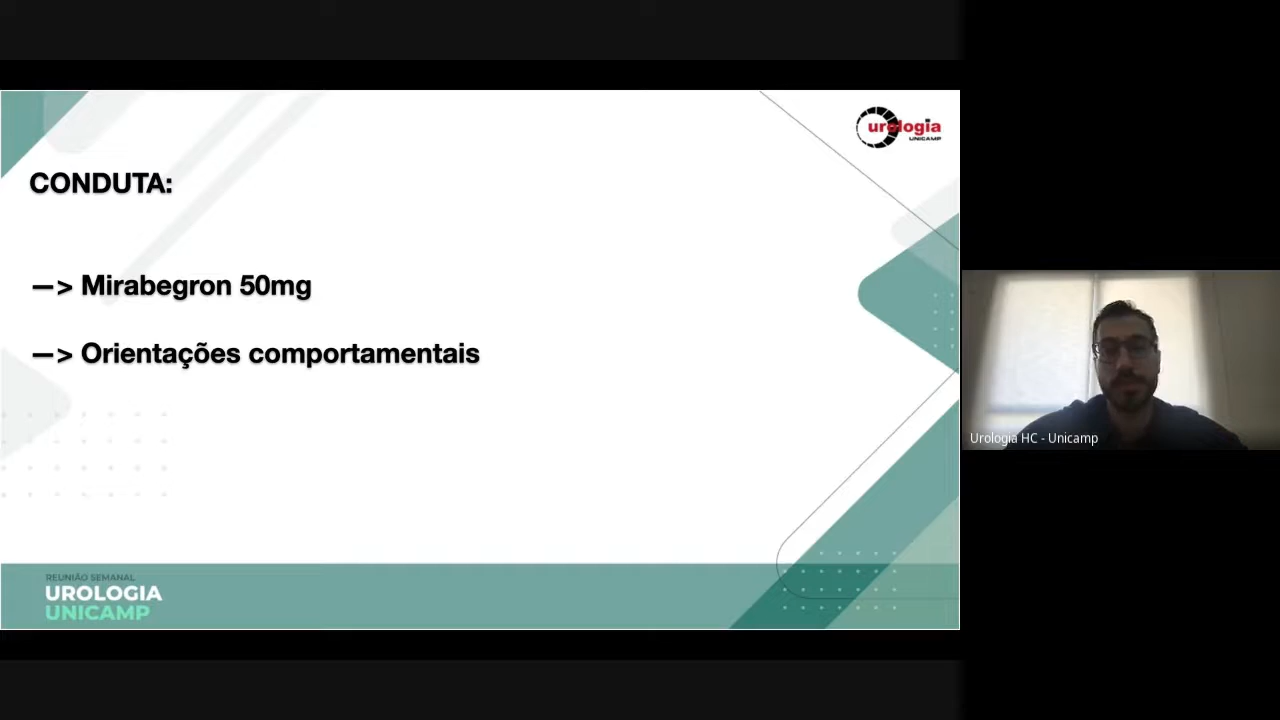 urologia
UNICAMP
CONDUTA:
—> Mirabegron 50mg
—> Orientações comportamentais
Urologia HC - Unicamp
REUNIÃO SEMANAL
UROLOGIA
UNICAMP